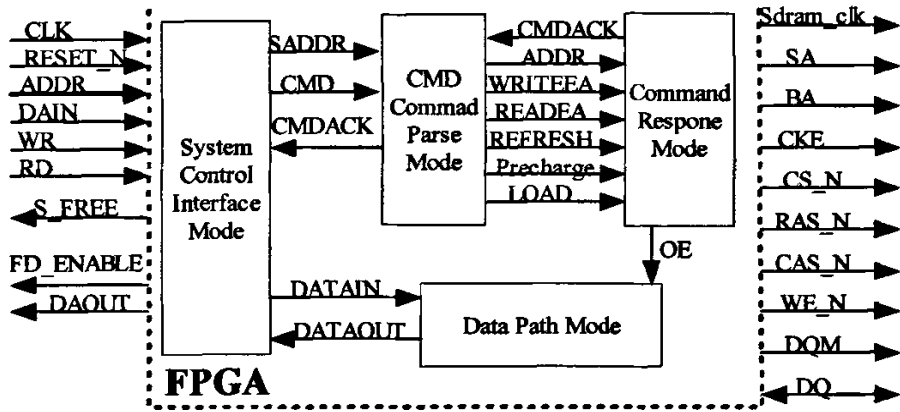 CLK
RESET_N
ADDR
DAIN
WR
RD
S_FREE
FD_ENABLE
DAOUT
System
Control
Interface
Mode
SADDR
CMD
CMDACK
CMD
Commad
Parse
Mode
CMDACK
ADDR
WRITEEA
READEA
REFRESH
Precharge
LOAD
Command
Respone
Mode
OE
DATAIN
DATAOUT
Data Path Mode
FPGA
Sdram_clk
SA
BA
CKE
CS_N
RAS_N
CAS_N
WE_N
DQM
DQ